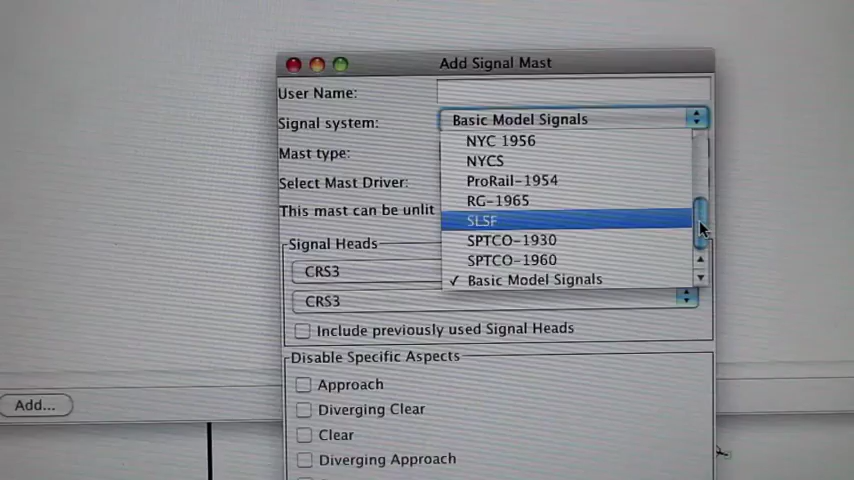 Add Signal Mast
User Name:
Signal system:
Basic Model Signals
NYC 1956
NYCS
Mast type:
ProRail-1954
Select Mast Driver:
RG-1965
This mast can be unlit
SLSF
SPTCO-1930
Signal Heads
SPTCO-1960
CRS3
✓ Basic Model Signals
CRS3
Include previously used Signal Heads
Disable Specific Aspects
Approach
Add...
Diverging Clear
Clear
Diverging Approach